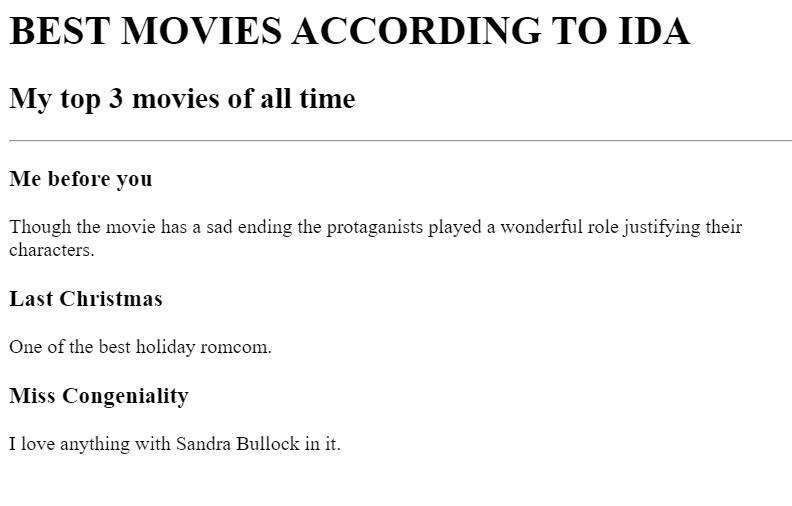 BEST MOVIES ACCORDING TO IDA
My top 3 movies of all time
Me before you
Though the movie has a sad ending the protaganists played a wonderful role justifying their
characters.
Last Christmas
One of the best holiday romcom.
Miss Congeniality
I love anything with Sandra Bullock in it.